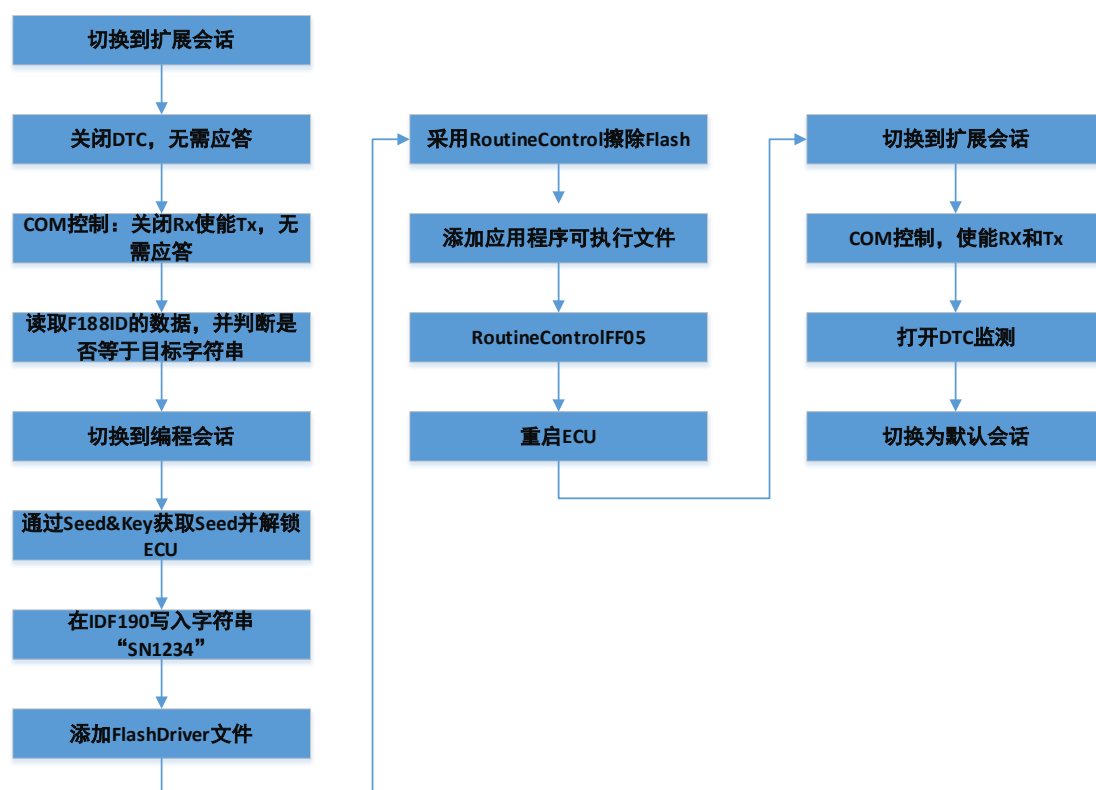 切换到扩展会话
关闭DTC，无需应答
COM控制：关闭Rx使能Tx，无
需应答
读取F188ID的数据，并判断是
否等于目标字符串
切换到编程会话
通过Seed&Key获取Seed并解锁
ECU
在IDF190写入字符串
“SN1234”
添加FlashDriver文件
采用RoutineControl擦除Flash
添加应用程序可执行文件
RoutineControlFF05
重启ECU
切换到扩展会话
COM控制，使能RX和Tx
打开DTC监测
切换为默认会话